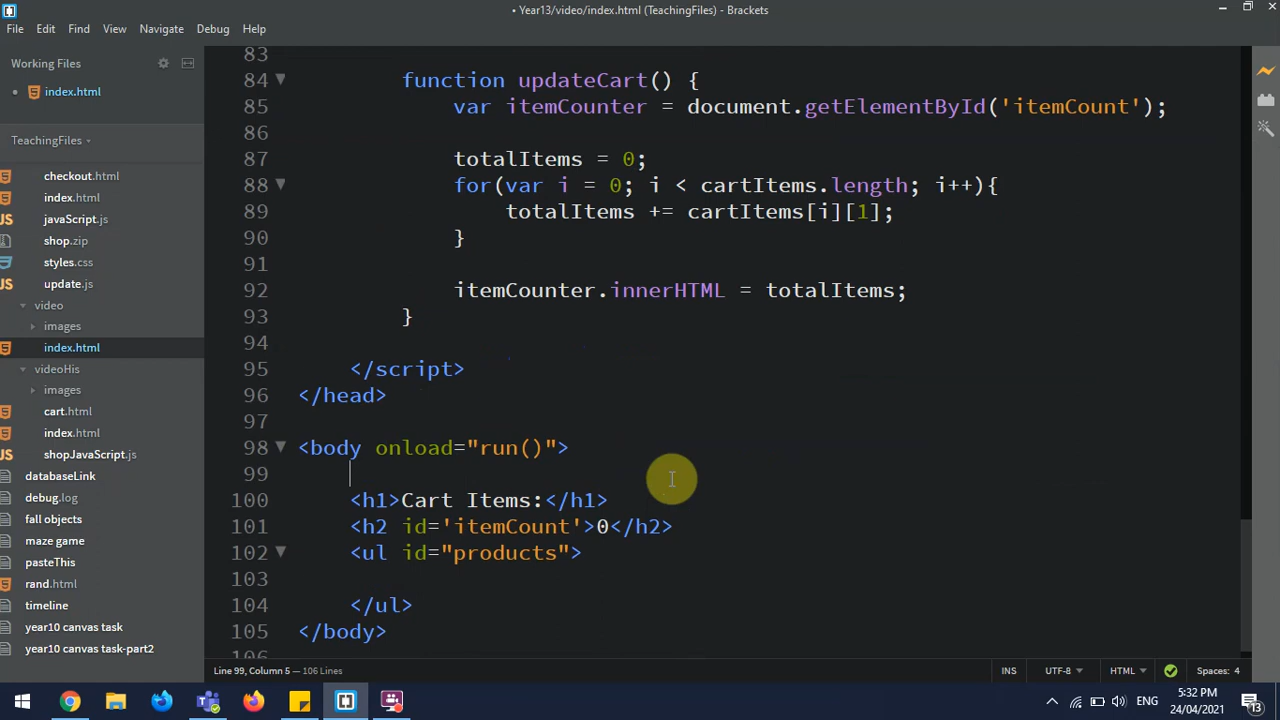 • Year13/video/index.html (TeachingFiles) - Brackets
File Edit Find View Navigate Debug Help
Working Files
• index.html
TeachingFiles
checkout.html
index.html
JS javaScript.js
shop.zip
styles.css
JS update.js
video
images
index.html
videoHis
images
cart.html
index.html
shopJavaScript.js
databaseLink
debug.log
fall objects
maze game
pasteThis
rand.html
timeline
year10 canvas task
year10 canvas task-part2
83
84 function updateCart() {
85 var itemCounter = document.getElementById('itemCount');
86
87 totalItems = 0;
88 for(var i = 0; i < cartItems.length; i++){
89 totalItems += cartItems[i][1];
90 }
91
92 itemCounter.innerHTML = totalItems;
93 }
94
95 </script>
96 </head>
97
98 <body onload="run()">
99
100 <h1>Cart Items:</h1>
101 <h2 id='itemCount'>0</h2>
102 <ul id="products">
103
104 </ul>
105 </body>
106
Line 99, Column 5 — 106 Lines
INS UTF-8 HTML Spaces: 4
ENG 5:32 PM
24/04/2021
13